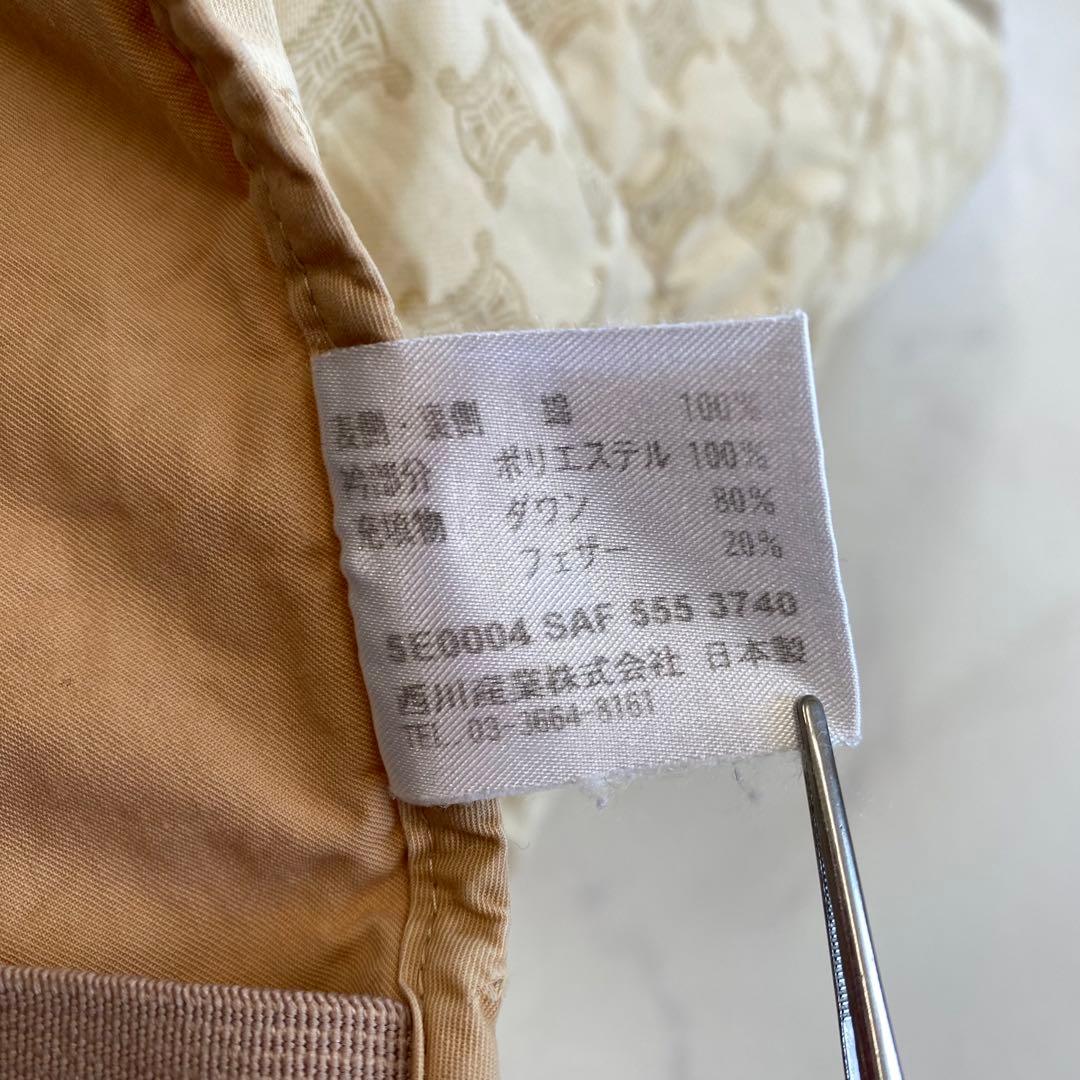 表側・裏側 綿 100%
衿部分 ポリエステル 100%
充填物 ダウン 80%
フェザー 20%
SE0004 SAF 555 3740
西川産業株式会社 日本製
TEL 03-3664-8161